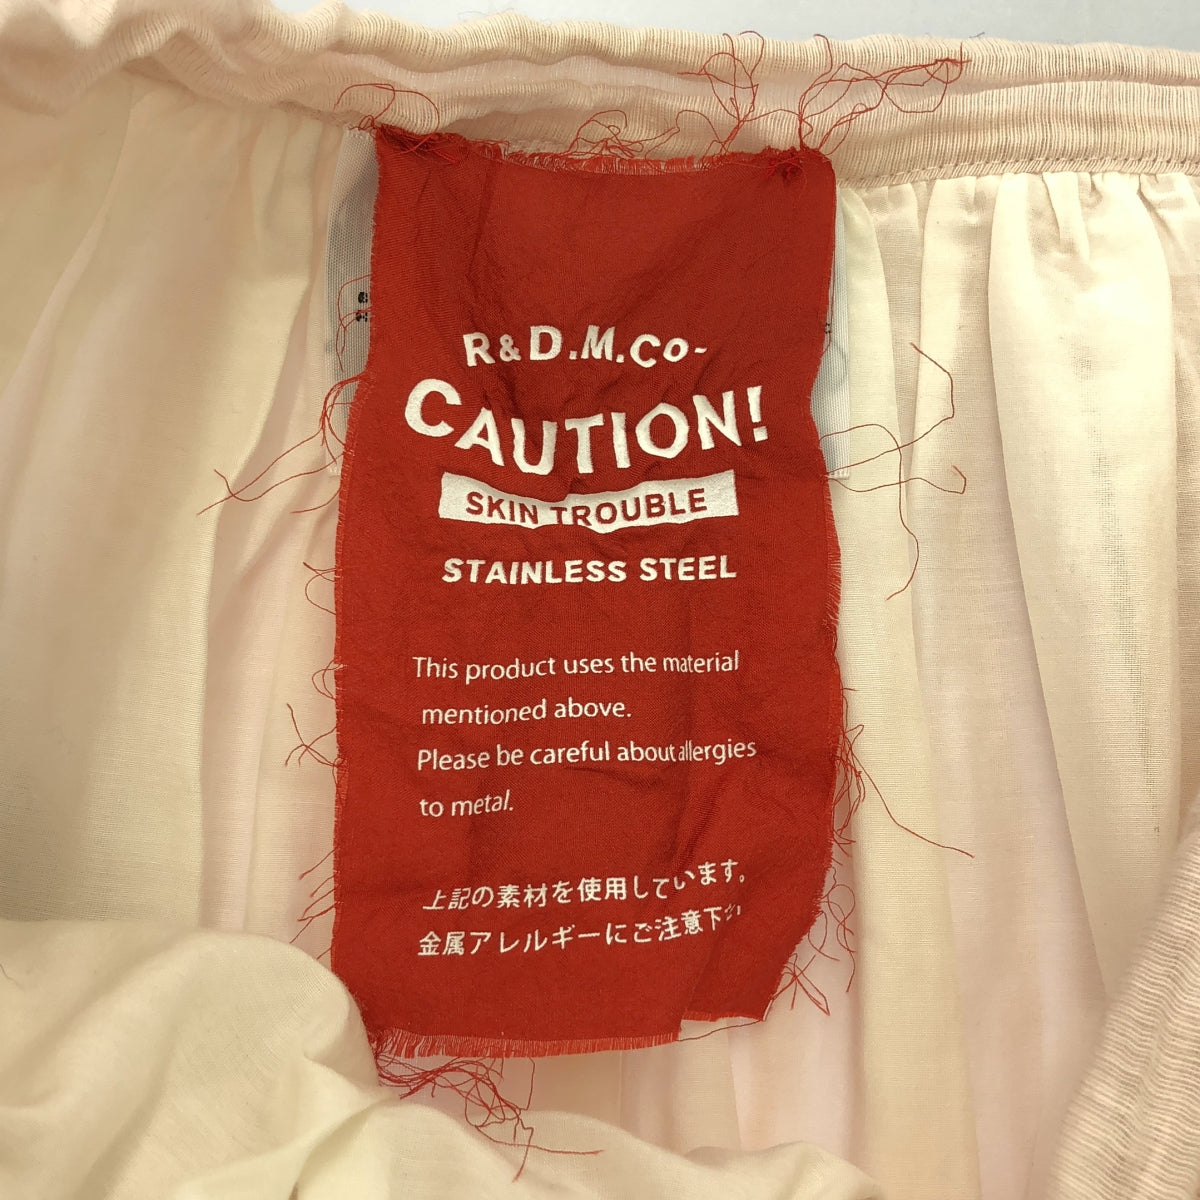 R&D.M.Co-
CAUTION!
SKIN TROUBLE
STAINLESS STEEL
This product uses the material
mentioned above.
Please be careful about allergies
to metal.
上記の素材を使用しています。
金属アレルギーにご注意下さい